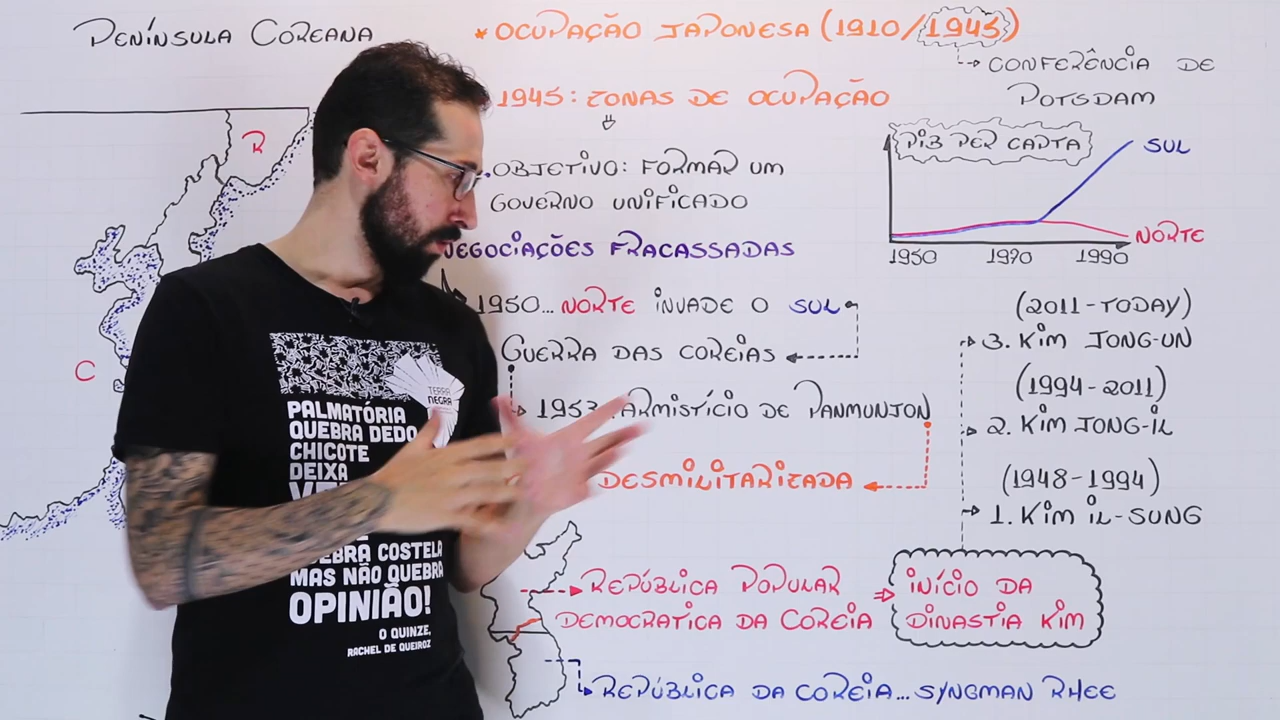 PENÍNSULA COREANA
* OCUPAÇÃO JAPONESA (1910/1945)
CONFERÊNCIA DE
POTSDAM
1945: ZONAS DE OCUPAÇÃO
OBJETIVO: FORMAR UM
GOVERNO UNIFICADO
NEGOCIAÇÕES FRACASSADAS
1950... NORTE INVADE O SUL
GUERRA DAS COREIAS
1953: ARMISTÍCIO DE PANMUNJON
DESMILITARIZADA
REPÚBLICA POPULAR
DEMOCRATICA DA COREIA
INÍCIO DA
DINASTIA KIM
REPÚBLICA DA COREIA... SYNGMAN RHEE
PIB PER CAPTA
SUL
NORTE
1950 1970 1990
(2011-TODAY)
3. KIM JONG-UN
(1994-2011)
2. KIM JONG-IL
(1948-1994)
1. KIM IL-SUNG
R
C
TERRA
NEGRA
PALMATÓRIA
QUEBRA DEDO
CHICOTE
DEIXA
QUEBRA COSTELA
MAS NÃO QUEBRA
OPINIÃO!
O QUINZE,
RACHEL DE QUEIROZ